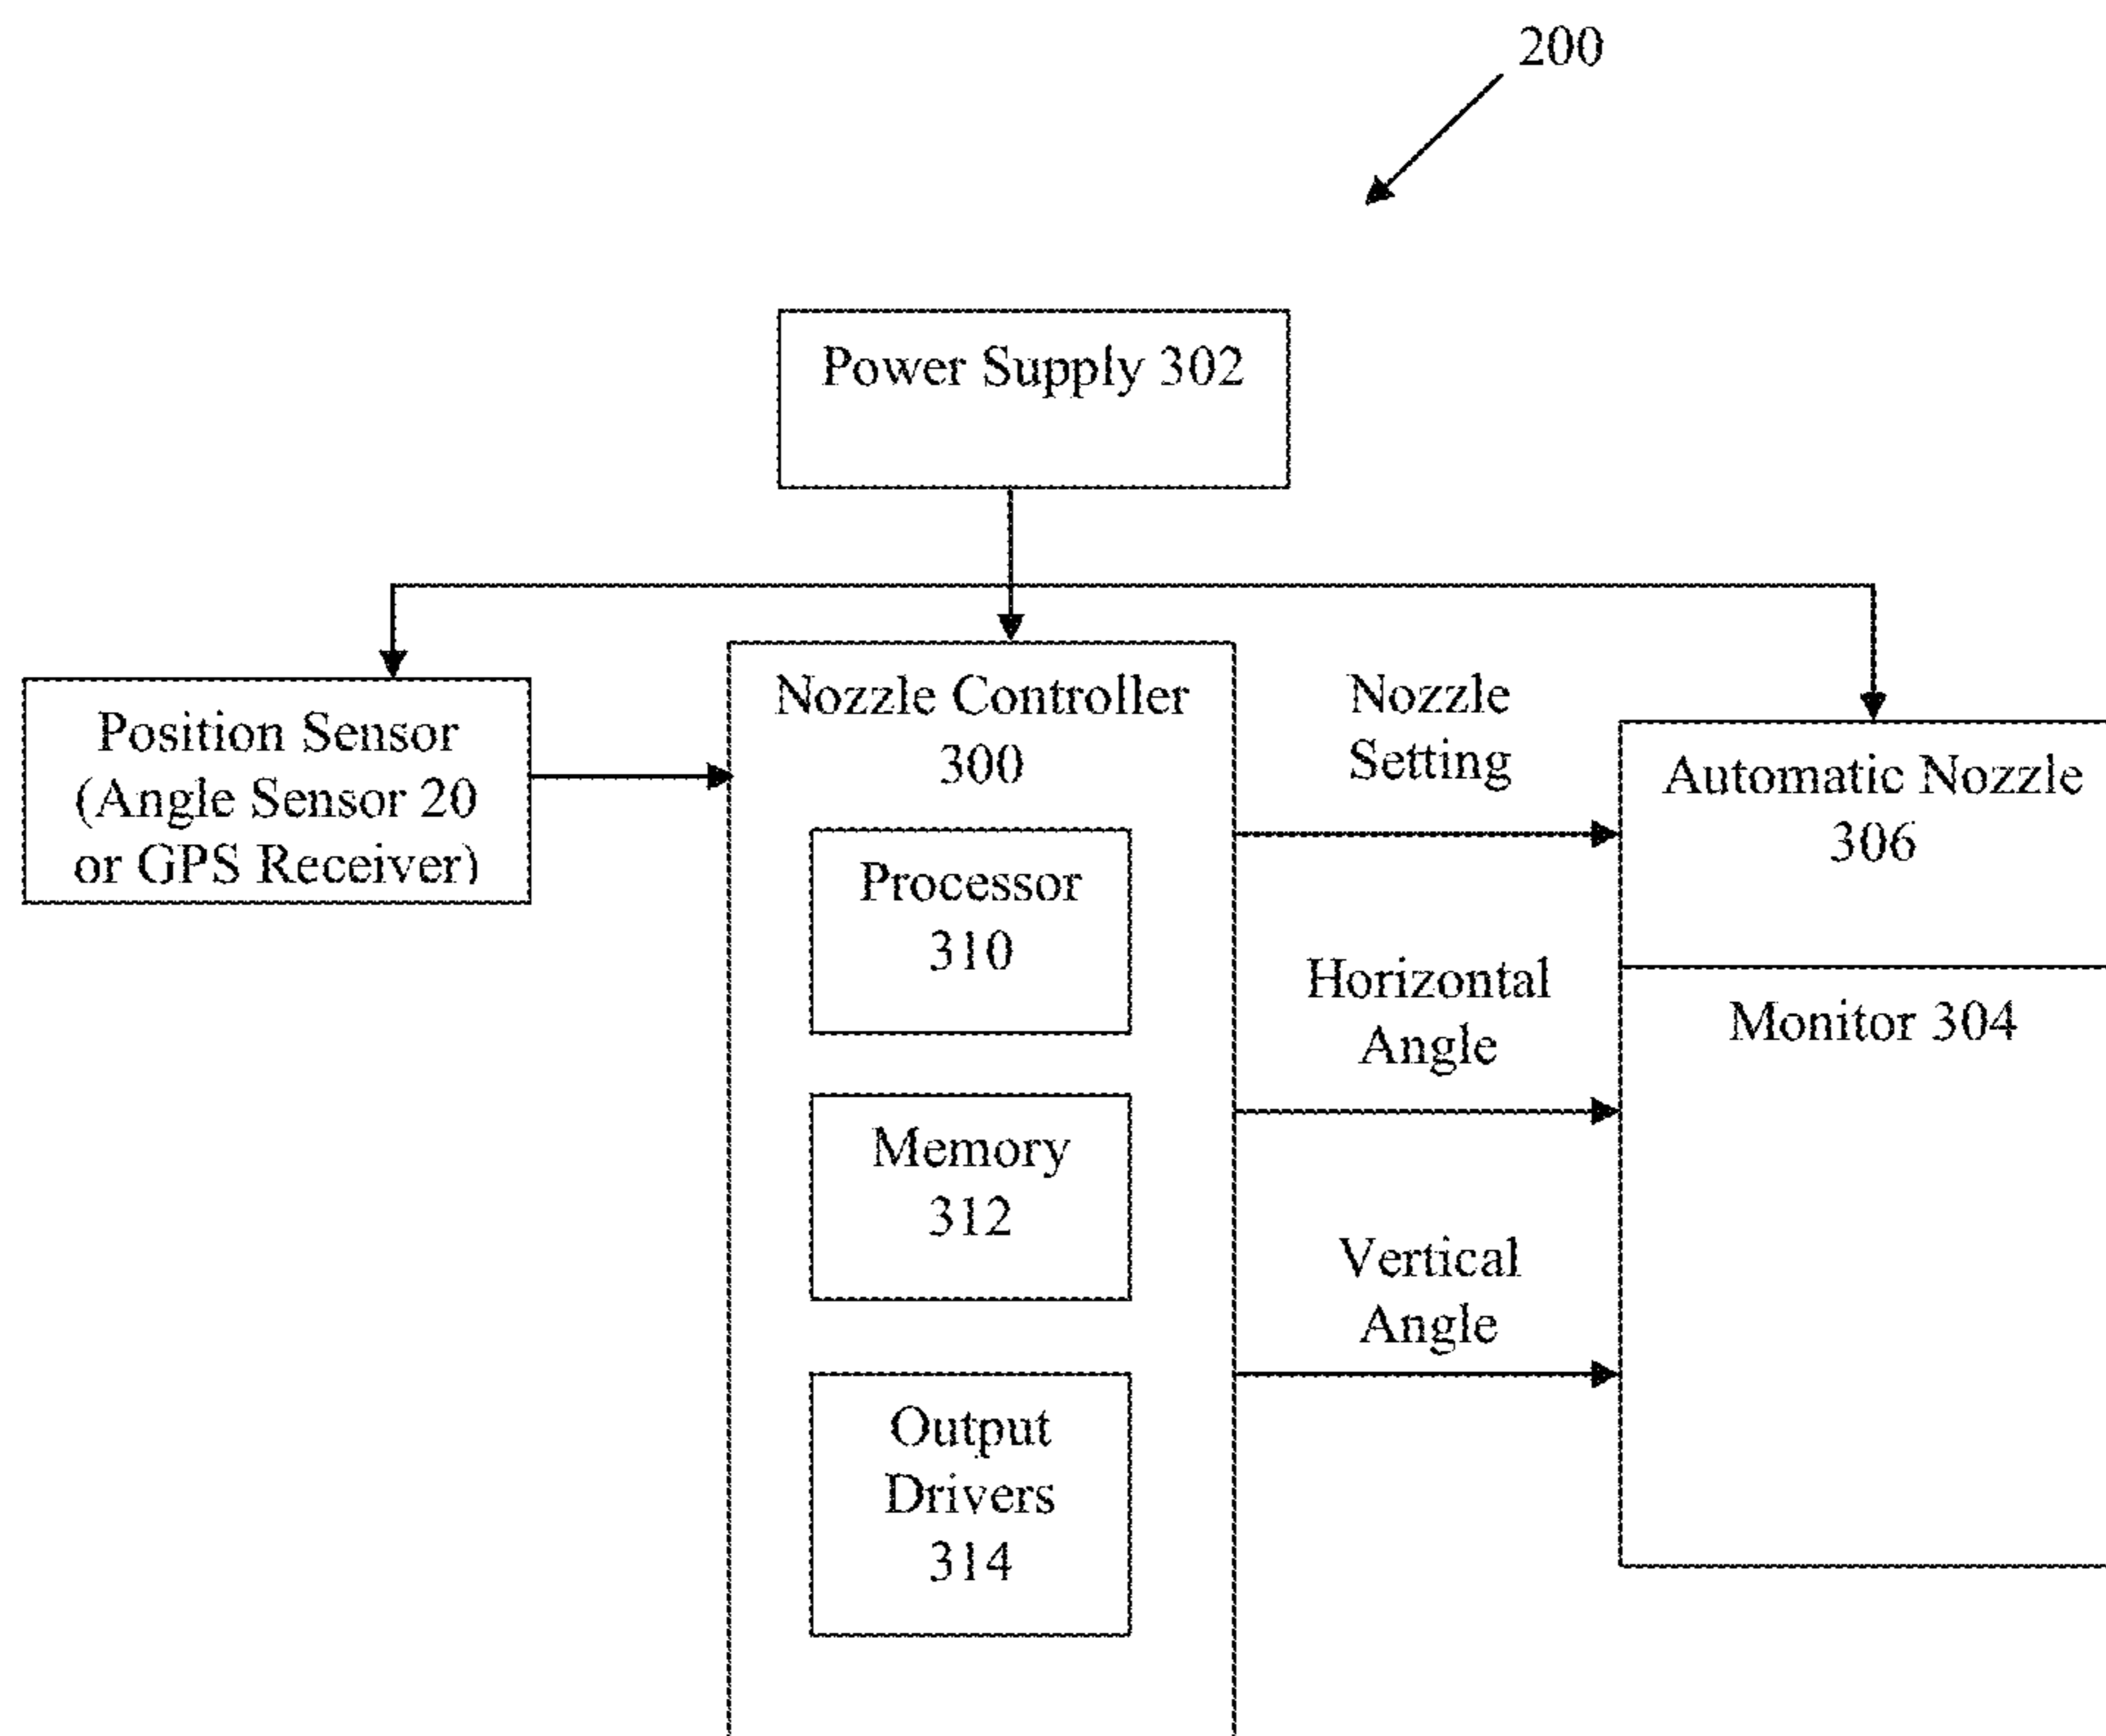 200
Power Supply 302
Position Sensor
(Angle Sensor 20
or GPS Receiver)
Nozzle Controller
300
Processor
310
Memory
312
Output
Drivers
314
Nozzle
Setting
Horizontal
Angle
Vertical
Angle
Automatic Nozzle
306
Monitor 304